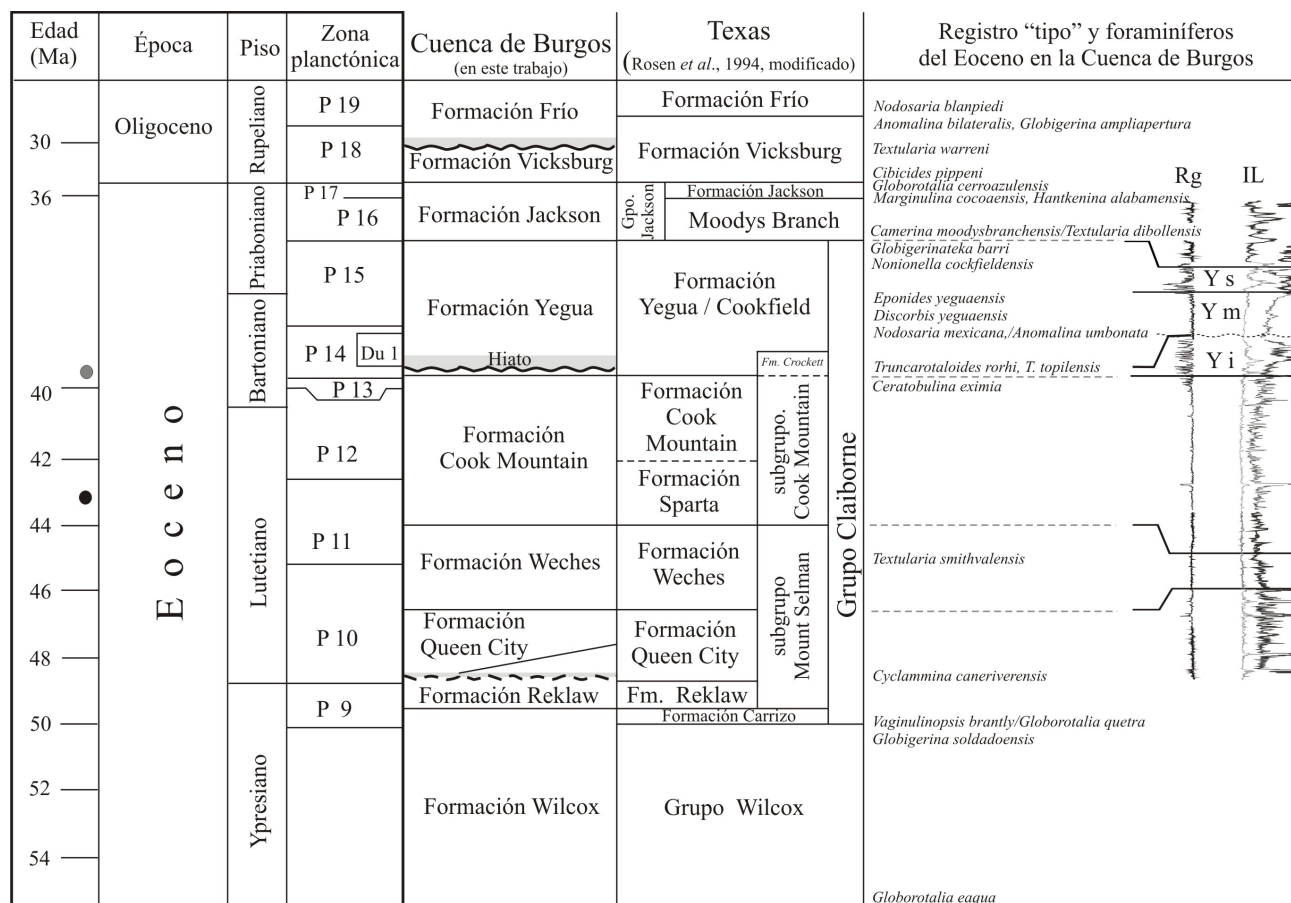 Edad
(Ma)
Época
Piso
Zona
planctónica
Cuenca de Burgos
(en este trabajo)
Texas
(Rosen et al., 1994, modificado)
Registro “tipo” y foraminíferos
del Eoceno en la Cuenca de Burgos
30
36
40
42
44
46
48
50
52
54
Oligoceno
Eoceno
Rupeliano
Priaboniano
Bartoniano
Lutetiano
Ypresiano
P 19
P 18
P 17
P 16
P 15
P 14
Du 1
P 13
P 12
P 11
P 10
P 9
Formación Frío
Formación Vicksburg
Formación Jackson
Formación Yegua
Hiato
Formación
Cook Mountain
Formación Weches
Formación
Queen City
Formación Reklaw
Formación Wilcox
Formación Frío
Formación Vicksburg
Gpo.
Jackson
Formación Jackson
Moodys Branch
Formación
Yegua / Cookfield
Fm. Crockett
Formación
Cook
Mountain
Formación
Sparta
subgrupo.
Cook Mountain
Formación
Weches
Formación
Queen City
Fm. Reklaw
subgrupo
Mount Selman
Formación Carrizo
Grupo Claiborne
Grupo Wilcox
Nodosaria blanpiedi
Anomalina bilateralis, Globigerina ampliapertura
Textularia warreni
Cibicides pippeni
Globorotalia cerroazulensis
Marginulina cocoaensis, Hantkenina alabamensis
Camerina moodysbranchensis/Textularia dibollensis
Globigerinateka barri
Nonionella cockfieldensis
Eponides yeguaensis
Discorbis yeguaensis
Nodosaria mexicana,/Anomalina umbonata
Truncarotaloides rorhi, T. topilensis
Ceratobulina eximia
Textularia smithvalensis
Cyclammina caneriverensis
Vaginulinopsis brantly/Globorotalia quetra
Globigerina soldadoensis
Globorotalia eaqua
Rg
IL
Y s
Y m
Y i